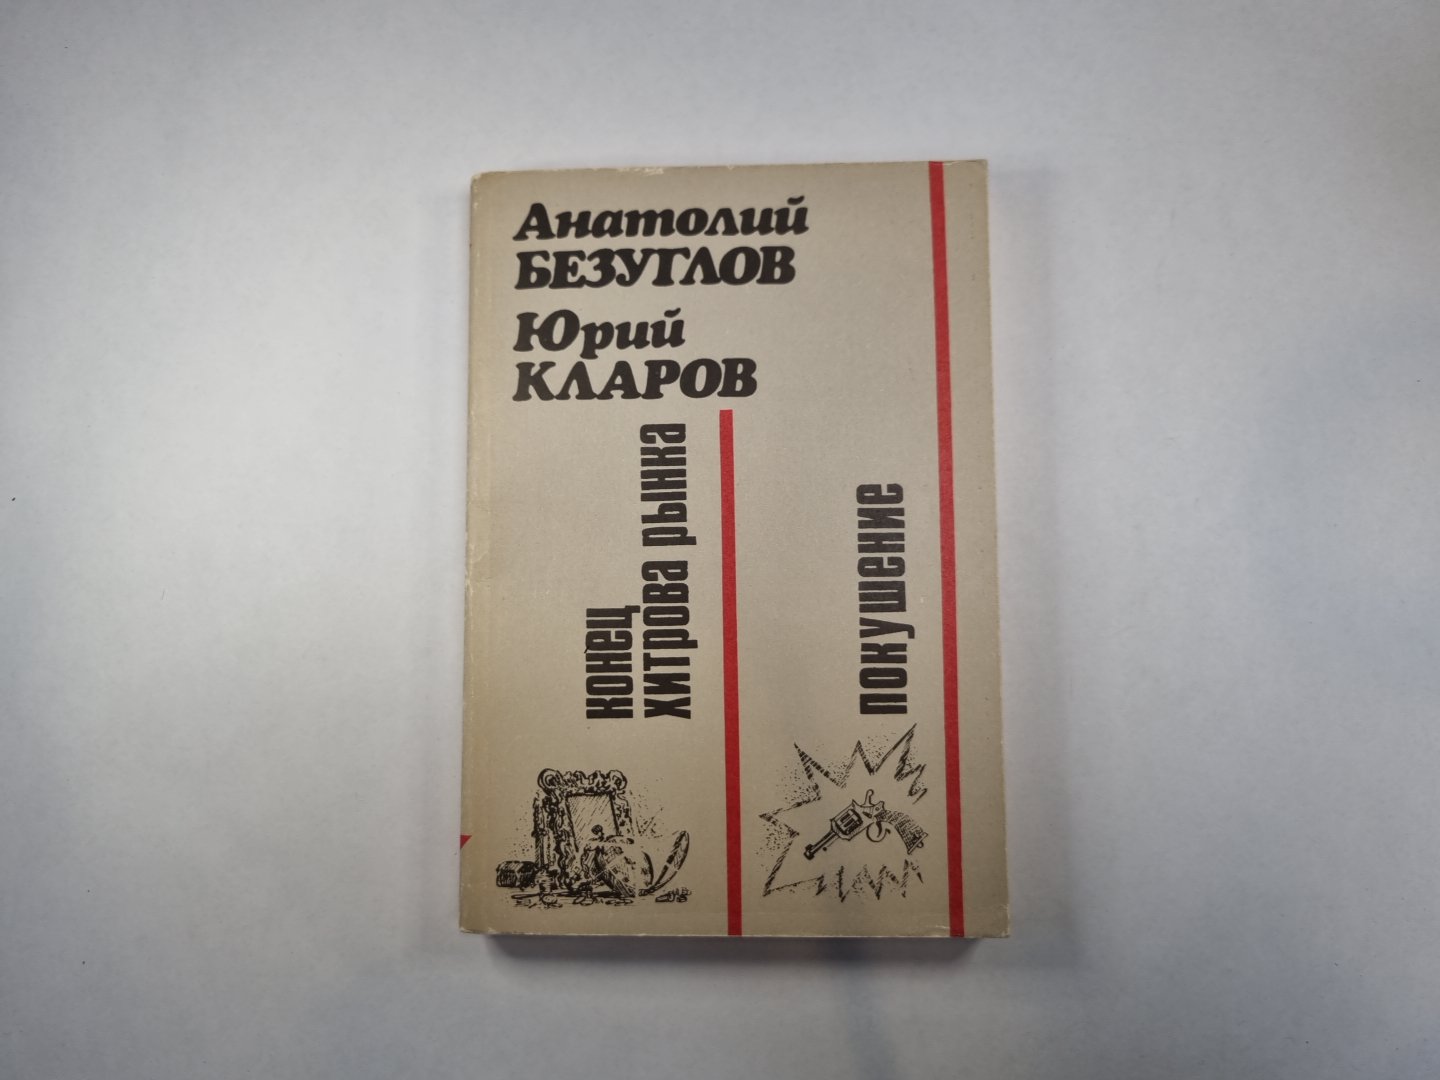 Анатолий
БЕЗУГЛОВ
Юрий
КЛАРОВ
конец
хитрова рынка
покушение